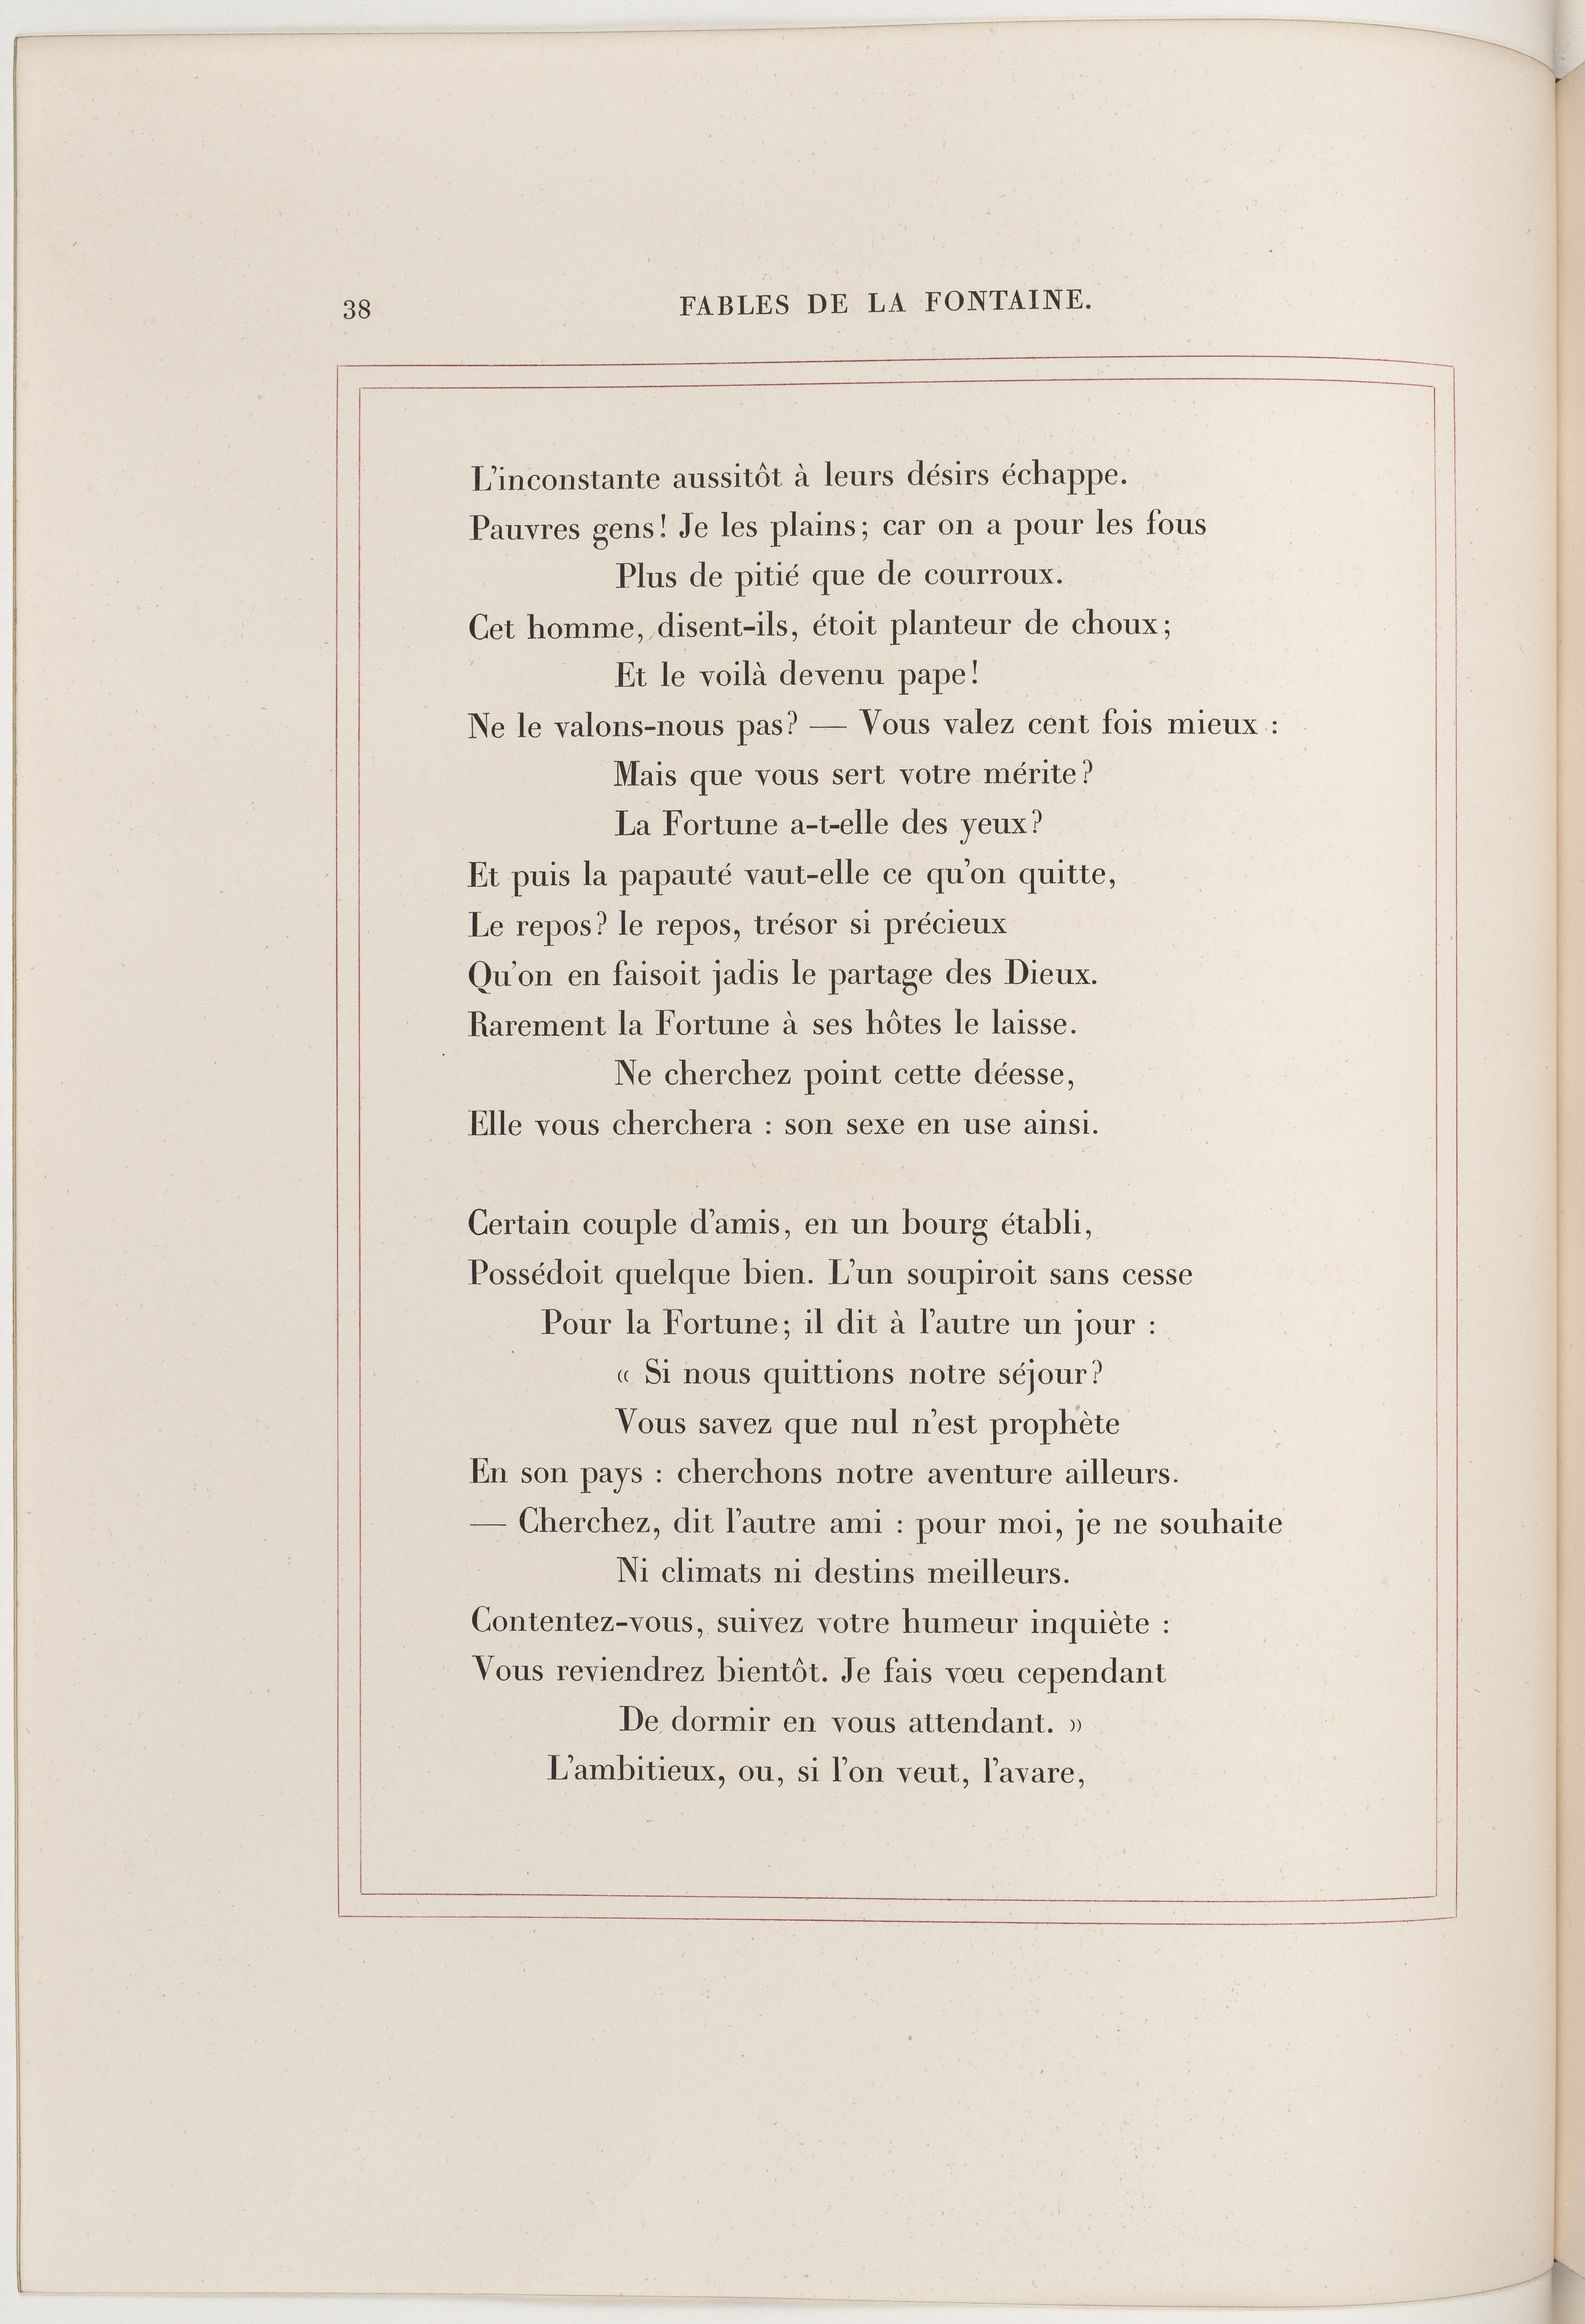 38
FABLES DE LA FONTAINE.
L'inconstante aussitôt à leurs désirs échappe.
Pauvres gens! Je les plains; car on a pour les fous
Plus de pitié que de courroux.
Cet homme, disent-ils, étoit planteur de choux;
Et le voilà devenu pape!
Ne le valons-nous pas? — Vous valez cent fois mieux :
Mais que vous sert votre mérite?
La Fortune a-t-elle des yeux?
Et puis la papauté vaut-elle ce qu'on quitte,
Le repos? le repos, trésor si précieux
Qu'on en faisoit jadis le partage des Dieux.
Rarement la Fortune à ses hôtes le laisse.
Ne cherchez point cette déesse,
Elle vous cherchera : son sexe en use ainsi.
Certain couple d'amis, en un bourg établi,
Possédoit quelque bien. L'un soupiroit sans cesse
Pour la Fortune; il dit à l'autre un jour :
« Si nous quittions notre séjour?
Vous savez que nul n'est prophète
En son pays : cherchons notre aventure ailleurs.
— Cherchez, dit l'autre ami : pour moi, je ne souhaite
Ni climats ni destins meilleurs.
Contentez-vous, suivez votre humeur inquiète :
Vous reviendrez bientôt. Je fais vœu cependant
De dormir en vous attendant. »
L'ambitieux, ou, si l'on veut, l'avare,